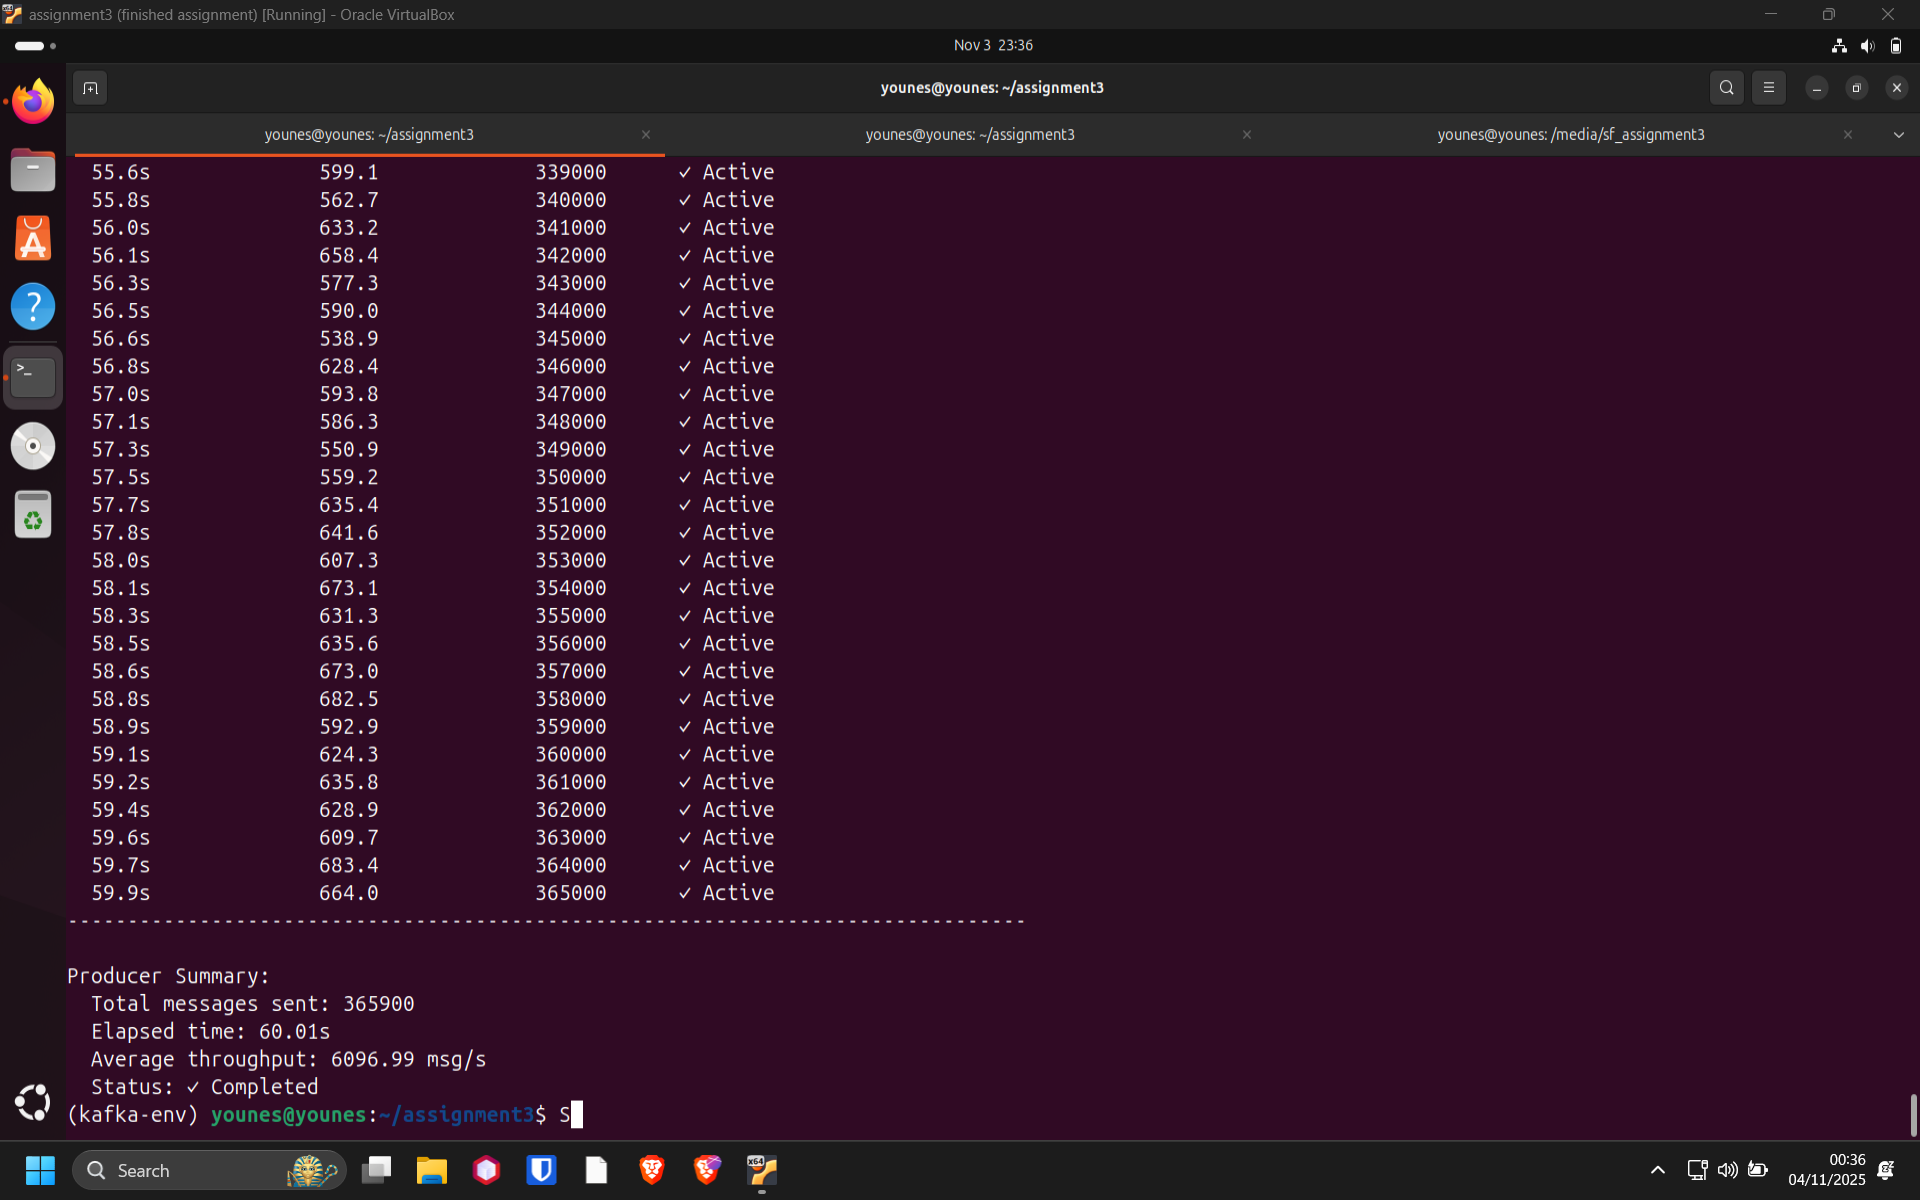 assignment3 (finished assignment) [Running] - Oracle VirtualBox
Nov 3 23:36
younes@younes: ~/assignment3
younes@younes: ~/assignment3
younes@younes: ~/assignment3
younes@younes: /media/sf_assignment3
55.6s 599.1 339000 ✓ Active
55.8s 562.7 340000 ✓ Active
56.0s 633.2 341000 ✓ Active
56.1s 658.4 342000 ✓ Active
56.3s 577.3 343000 ✓ Active
56.5s 590.0 344000 ✓ Active
56.6s 538.9 345000 ✓ Active
56.8s 628.4 346000 ✓ Active
57.0s 593.8 347000 ✓ Active
57.1s 586.3 348000 ✓ Active
57.3s 550.9 349000 ✓ Active
57.5s 559.2 350000 ✓ Active
57.7s 635.4 351000 ✓ Active
57.8s 641.6 352000 ✓ Active
58.0s 607.3 353000 ✓ Active
58.1s 673.1 354000 ✓ Active
58.3s 631.3 355000 ✓ Active
58.5s 635.6 356000 ✓ Active
58.6s 673.0 357000 ✓ Active
58.8s 682.5 358000 ✓ Active
58.9s 592.9 359000 ✓ Active
59.1s 624.3 360000 ✓ Active
59.2s 635.8 361000 ✓ Active
59.4s 628.9 362000 ✓ Active
59.6s 609.7 363000 ✓ Active
59.7s 683.4 364000 ✓ Active
59.9s 664.0 365000 ✓ Active
--------------------------------------------------------------------------------
Producer Summary:
Total messages sent: 365900
Elapsed time: 60.01s
Average throughput: 6096.99 msg/s
Status: ✓ Completed
(kafka-env) younes@younes:~/assignment3$ S
Search
x64
00:36
04/11/2025